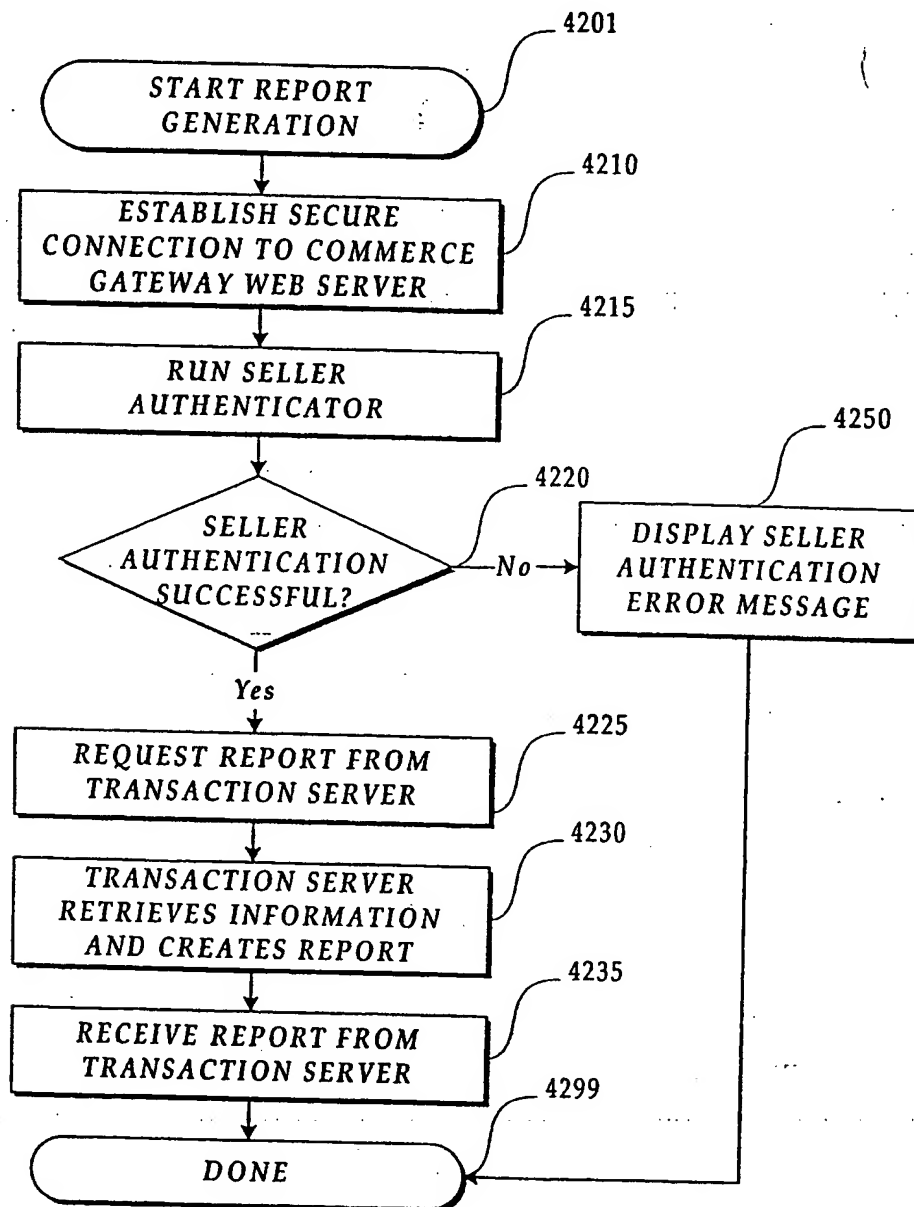 4201
START REPORT
GENERATION
4210
ESTABLISH SECURE
CONNECTION TO COMMERCE
GATEWAY WEB SERVER
4215
RUN SELLER
AUTHENTICATOR
4250
4220
SELLER
AUTHENTICATION
SUCCESSFUL?
No
DISPLAY SELLER
AUTHENTICATION
ERROR MESSAGE
Yes
4225
REQUEST REPORT FROM
TRANSACTION SERVER
4230
TRANSACTION SERVER
RETRIEVES INFORMATION
AND CREATES REPORT
4235
RECEIVE REPORT FROM
TRANSACTION SERVER
4299
DONE